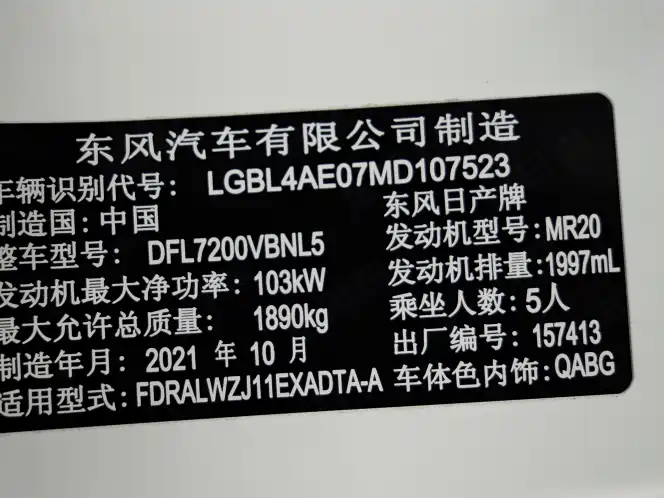 东风汽车有限公司制造
车辆识别代号: LGBL4AE07MD107523
制造国: 中国 东风日产牌
整车型号: DFL7200VBNL5 发动机型号: MR20
发动机最大净功率: 103kW 发动机排量: 1997mL
最大允许总质量: 1890kg 乘坐人数: 5人
制造年月: 2021 年 10 月 出厂编号: 157413
适用型式: FDRALWZJ11EXADTA-A 车体色内饰: QABG